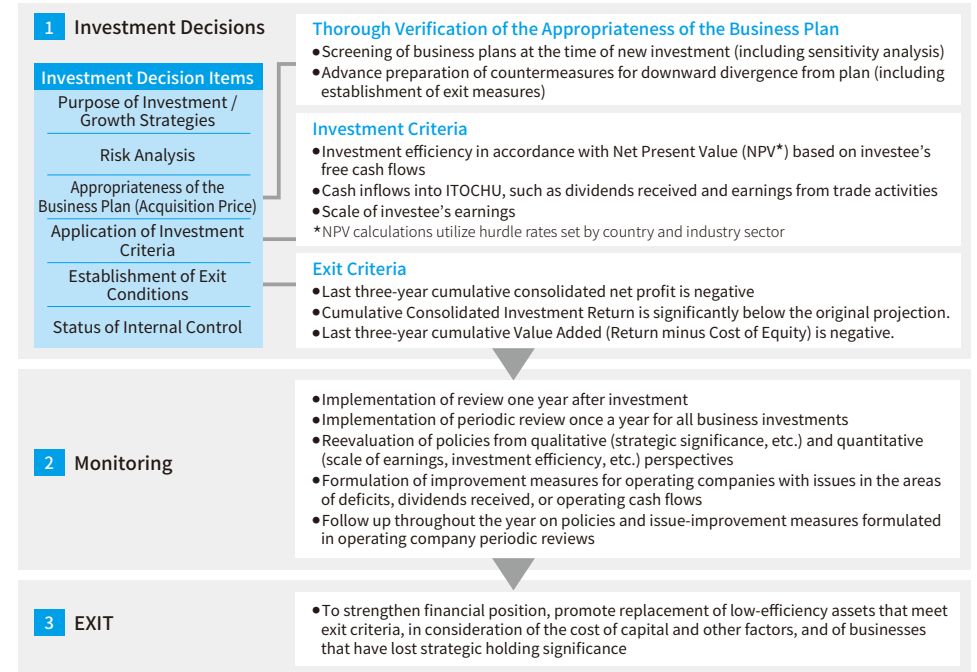 1 Investment Decisions
Investment Decision Items
Purpose of Investment /
Growth Strategies
Risk Analysis
Appropriateness of the
Business Plan (Acquisition Price)
Application of Investment
Criteria
Establishment of Exit
Conditions
Status of Internal Control
Thorough Verification of the Appropriateness of the Business Plan
●Screening of business plans at the time of new investment (including sensitivity analysis)
●Advance preparation of countermeasures for downward divergence from plan (including
establishment of exit measures)
Investment Criteria
●Investment efficiency in accordance with Net Present Value (NPV★) based on investee's
free cash flows
●Cash inflows into ITOCHU, such as dividends received and earnings from trade activities
●Scale of investee's earnings
★NPV calculations utilize hurdle rates set by country and industry sector
Exit Criteria
●Last three-year cumulative consolidated net profit is negative
●Cumulative Consolidated Investment Return is significantly below the original projection.
●Last three-year cumulative Value Added (Return minus Cost of Equity) is negative.
2 Monitoring
●Implementation of review one year after investment
●Implementation of periodic review once a year for all business investments
●Reevaluation of policies from qualitative (strategic significance, etc.) and quantitative
(scale of earnings, investment efficiency, etc.) perspectives
●Formulation of improvement measures for operating companies with issues in the areas
of deficits, dividends received, or operating cash flows
●Follow up throughout the year on policies and issue-improvement measures formulated
in operating company periodic reviews
3 EXIT
●To strengthen financial position, promote replacement of low-efficiency assets that meet
exit criteria, in consideration of the cost of capital and other factors, and of businesses
that have lost strategic holding significance